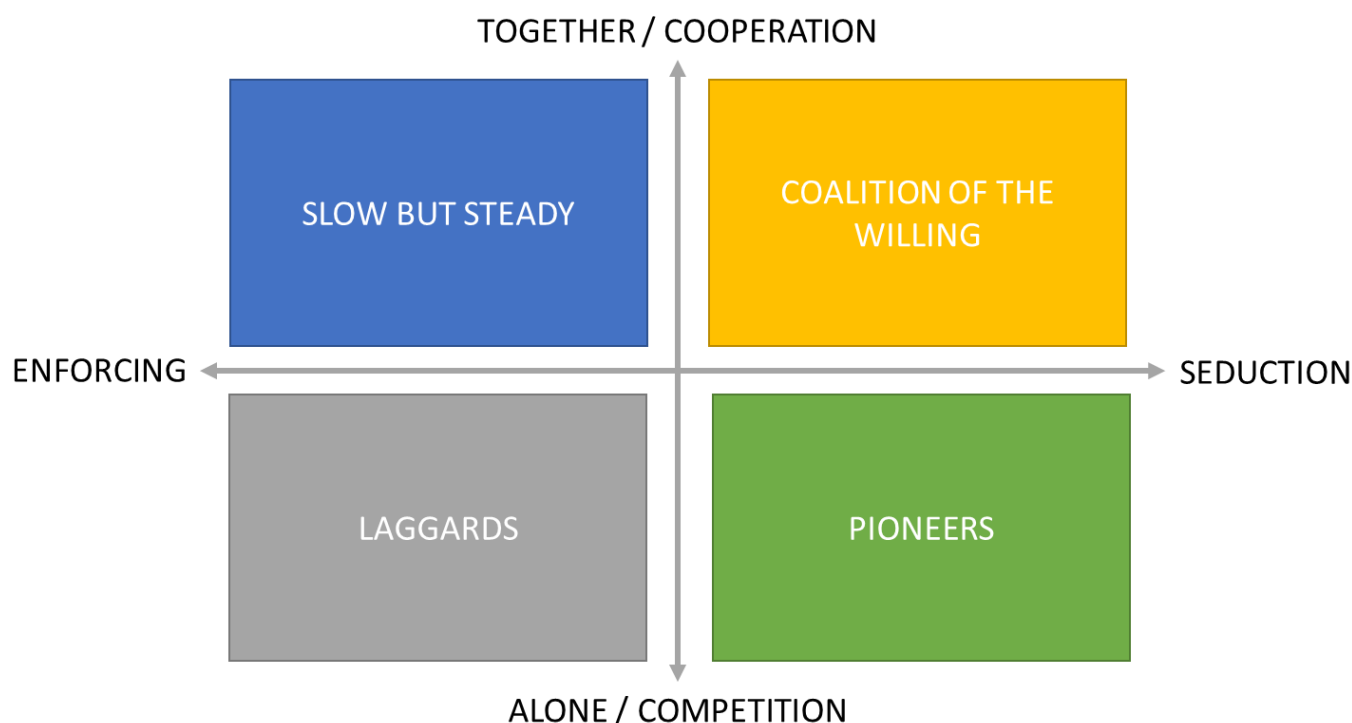 TOGETHER / COOPERATION
SLOW BUT STEADY
COALITION OF THE
WILLING
ENFORCING
SEDUCTION
LAGGARDS
PIONEERS
ALONE / COMPETITION